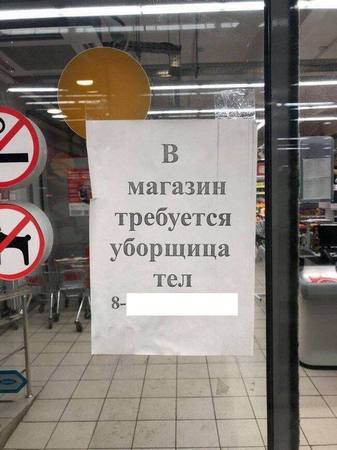 В
магазин
требуется
уборщица
тел
8-